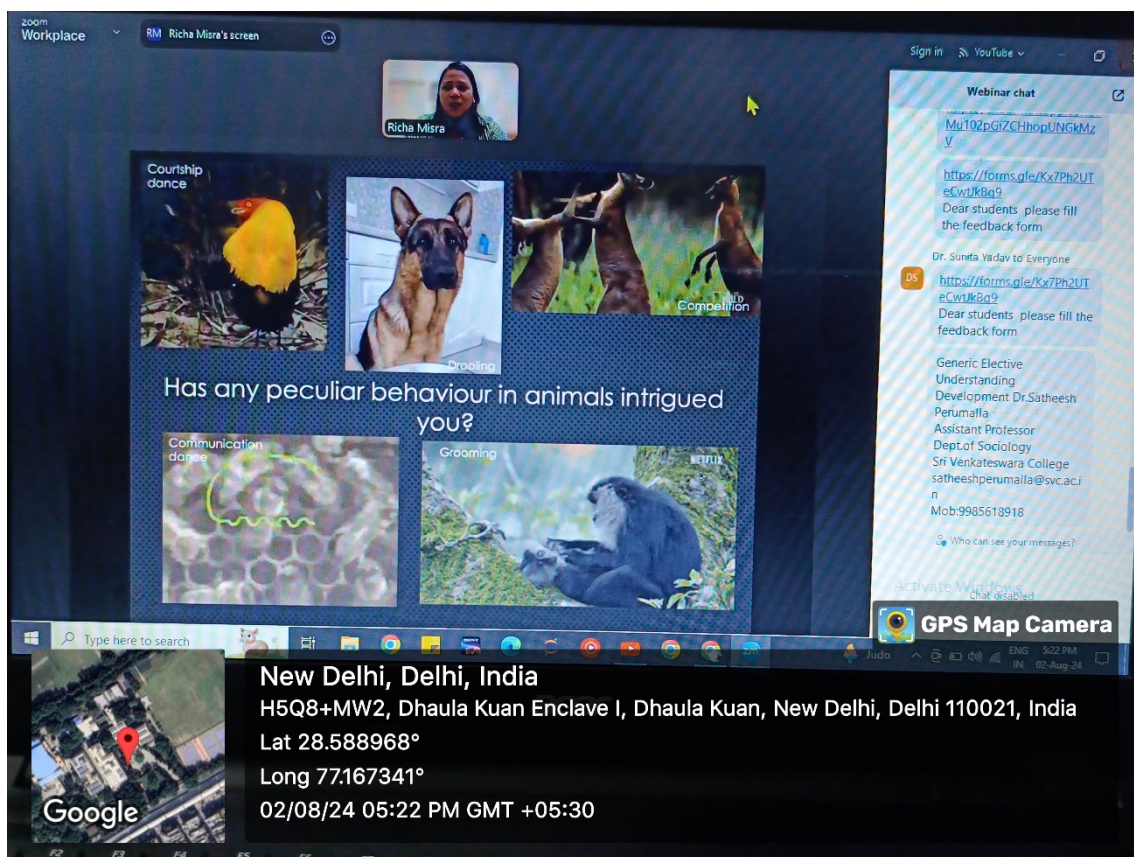 zoom
Workplace
RM Richa Misra's screen
Sign in YouTube
Richa Misra
Courtship
dance
Drooling
Competition
Has any peculiar behaviour in animals intrigued
you?
Communication
dance
Grooming
NETFLIX
Webinar chat
Mu102pGiZCHhopUNGkMz
V
https://forms.gle/Kx7Ph2UT
eCwtJkBq9
Dear students please fill
the feedback form
Dr. Sunita Yadav to Everyone
DS
https://forms.gle/Kx7Ph2UT
eCwtJkBq9
Dear students please fill the
feedback form
Generic Elective
Understanding
Development Dr.Satheesh
Perumalla
Assistant Professor
Dept.of Sociology
Sri Venkateswara College
satheeshperumalla@svc.ac.i
n
Mob:9985618918
Who can see your messages?
Activate Windows
Chat disabled
GPS Map Camera
Type here to search
Judo
ENG
IN
5:22 PM
02-Aug-24
Google
New Delhi, Delhi, India
H5Q8+MW2, Dhaula Kuan Enclave I, Dhaula Kuan, New Delhi, Delhi 110021, India
Lat 28.588968°
Long 77.167341°
02/08/24 05:22 PM GMT +05:30
F2 F3 F4 F5